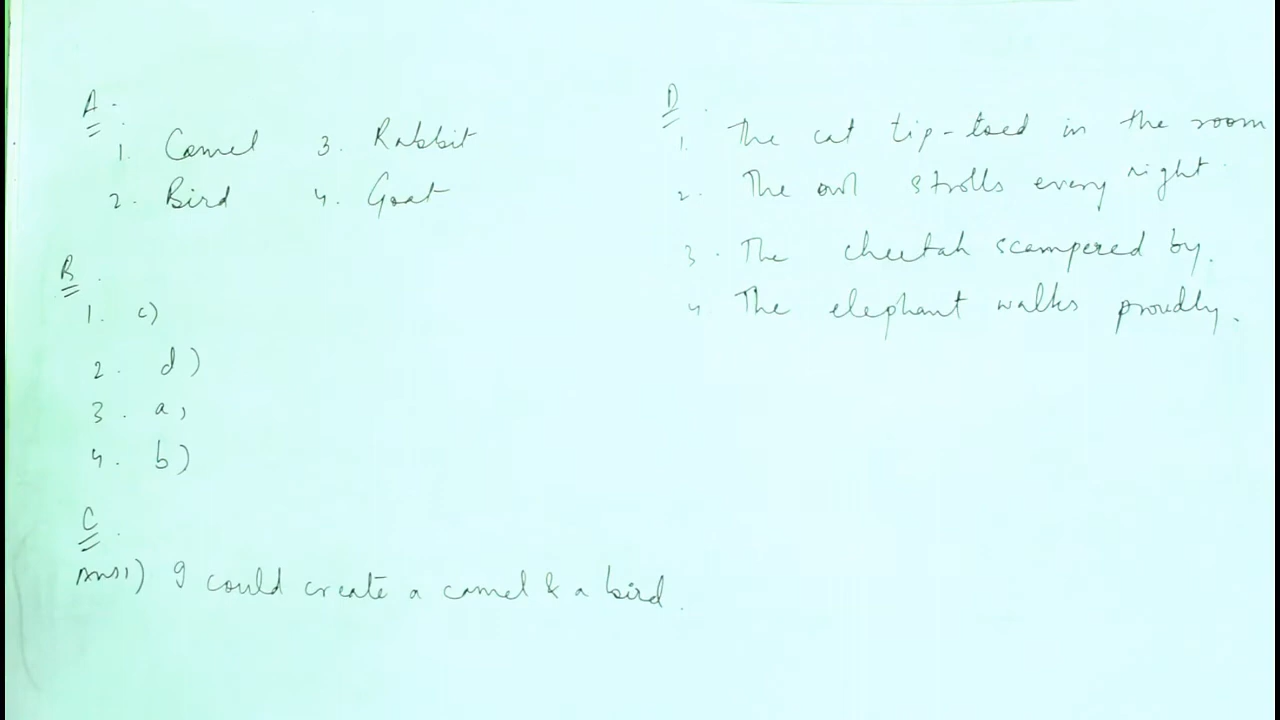 A.
1. Camel 3. Rabbit
2. Bird 4. Goat
B.
1. c)
2. d)
3. a)
4. b)
C.
Ans1) I could create a camel & a bird.
D.
1. The cat tip-toed in the room
2. The owl strolls every night.
3. The cheetah scampered by.
4. The elephant walks proudly.